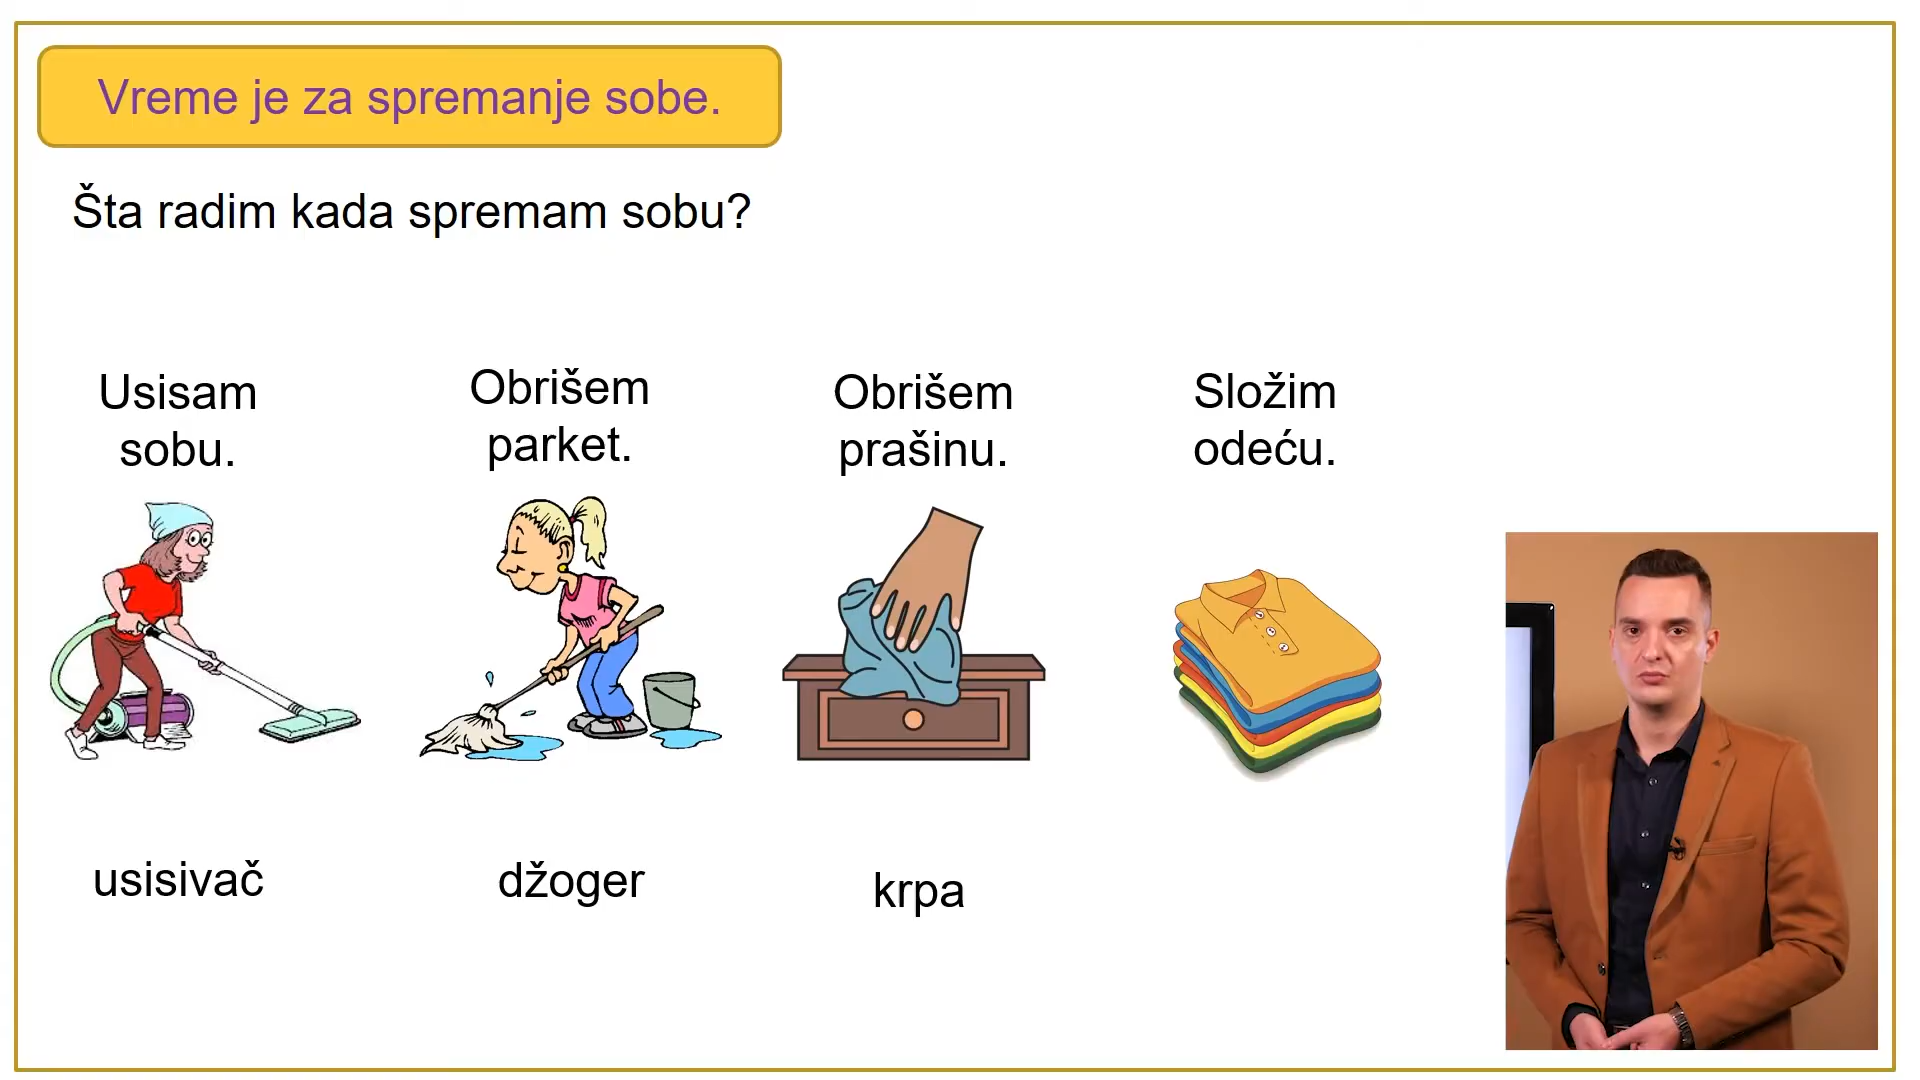 Vreme je za spremanje sobe.
Šta radim kada spremam sobu?
Usisam
sobu.
Obrišem
parket.
Obrišem
prašinu.
Složim
odeću.
usisivač
džoger
krpa